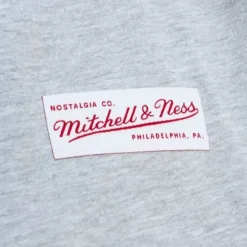 NOSTALGIA CO.
Mitchell & Ness
PHILADELPHIA, PA.